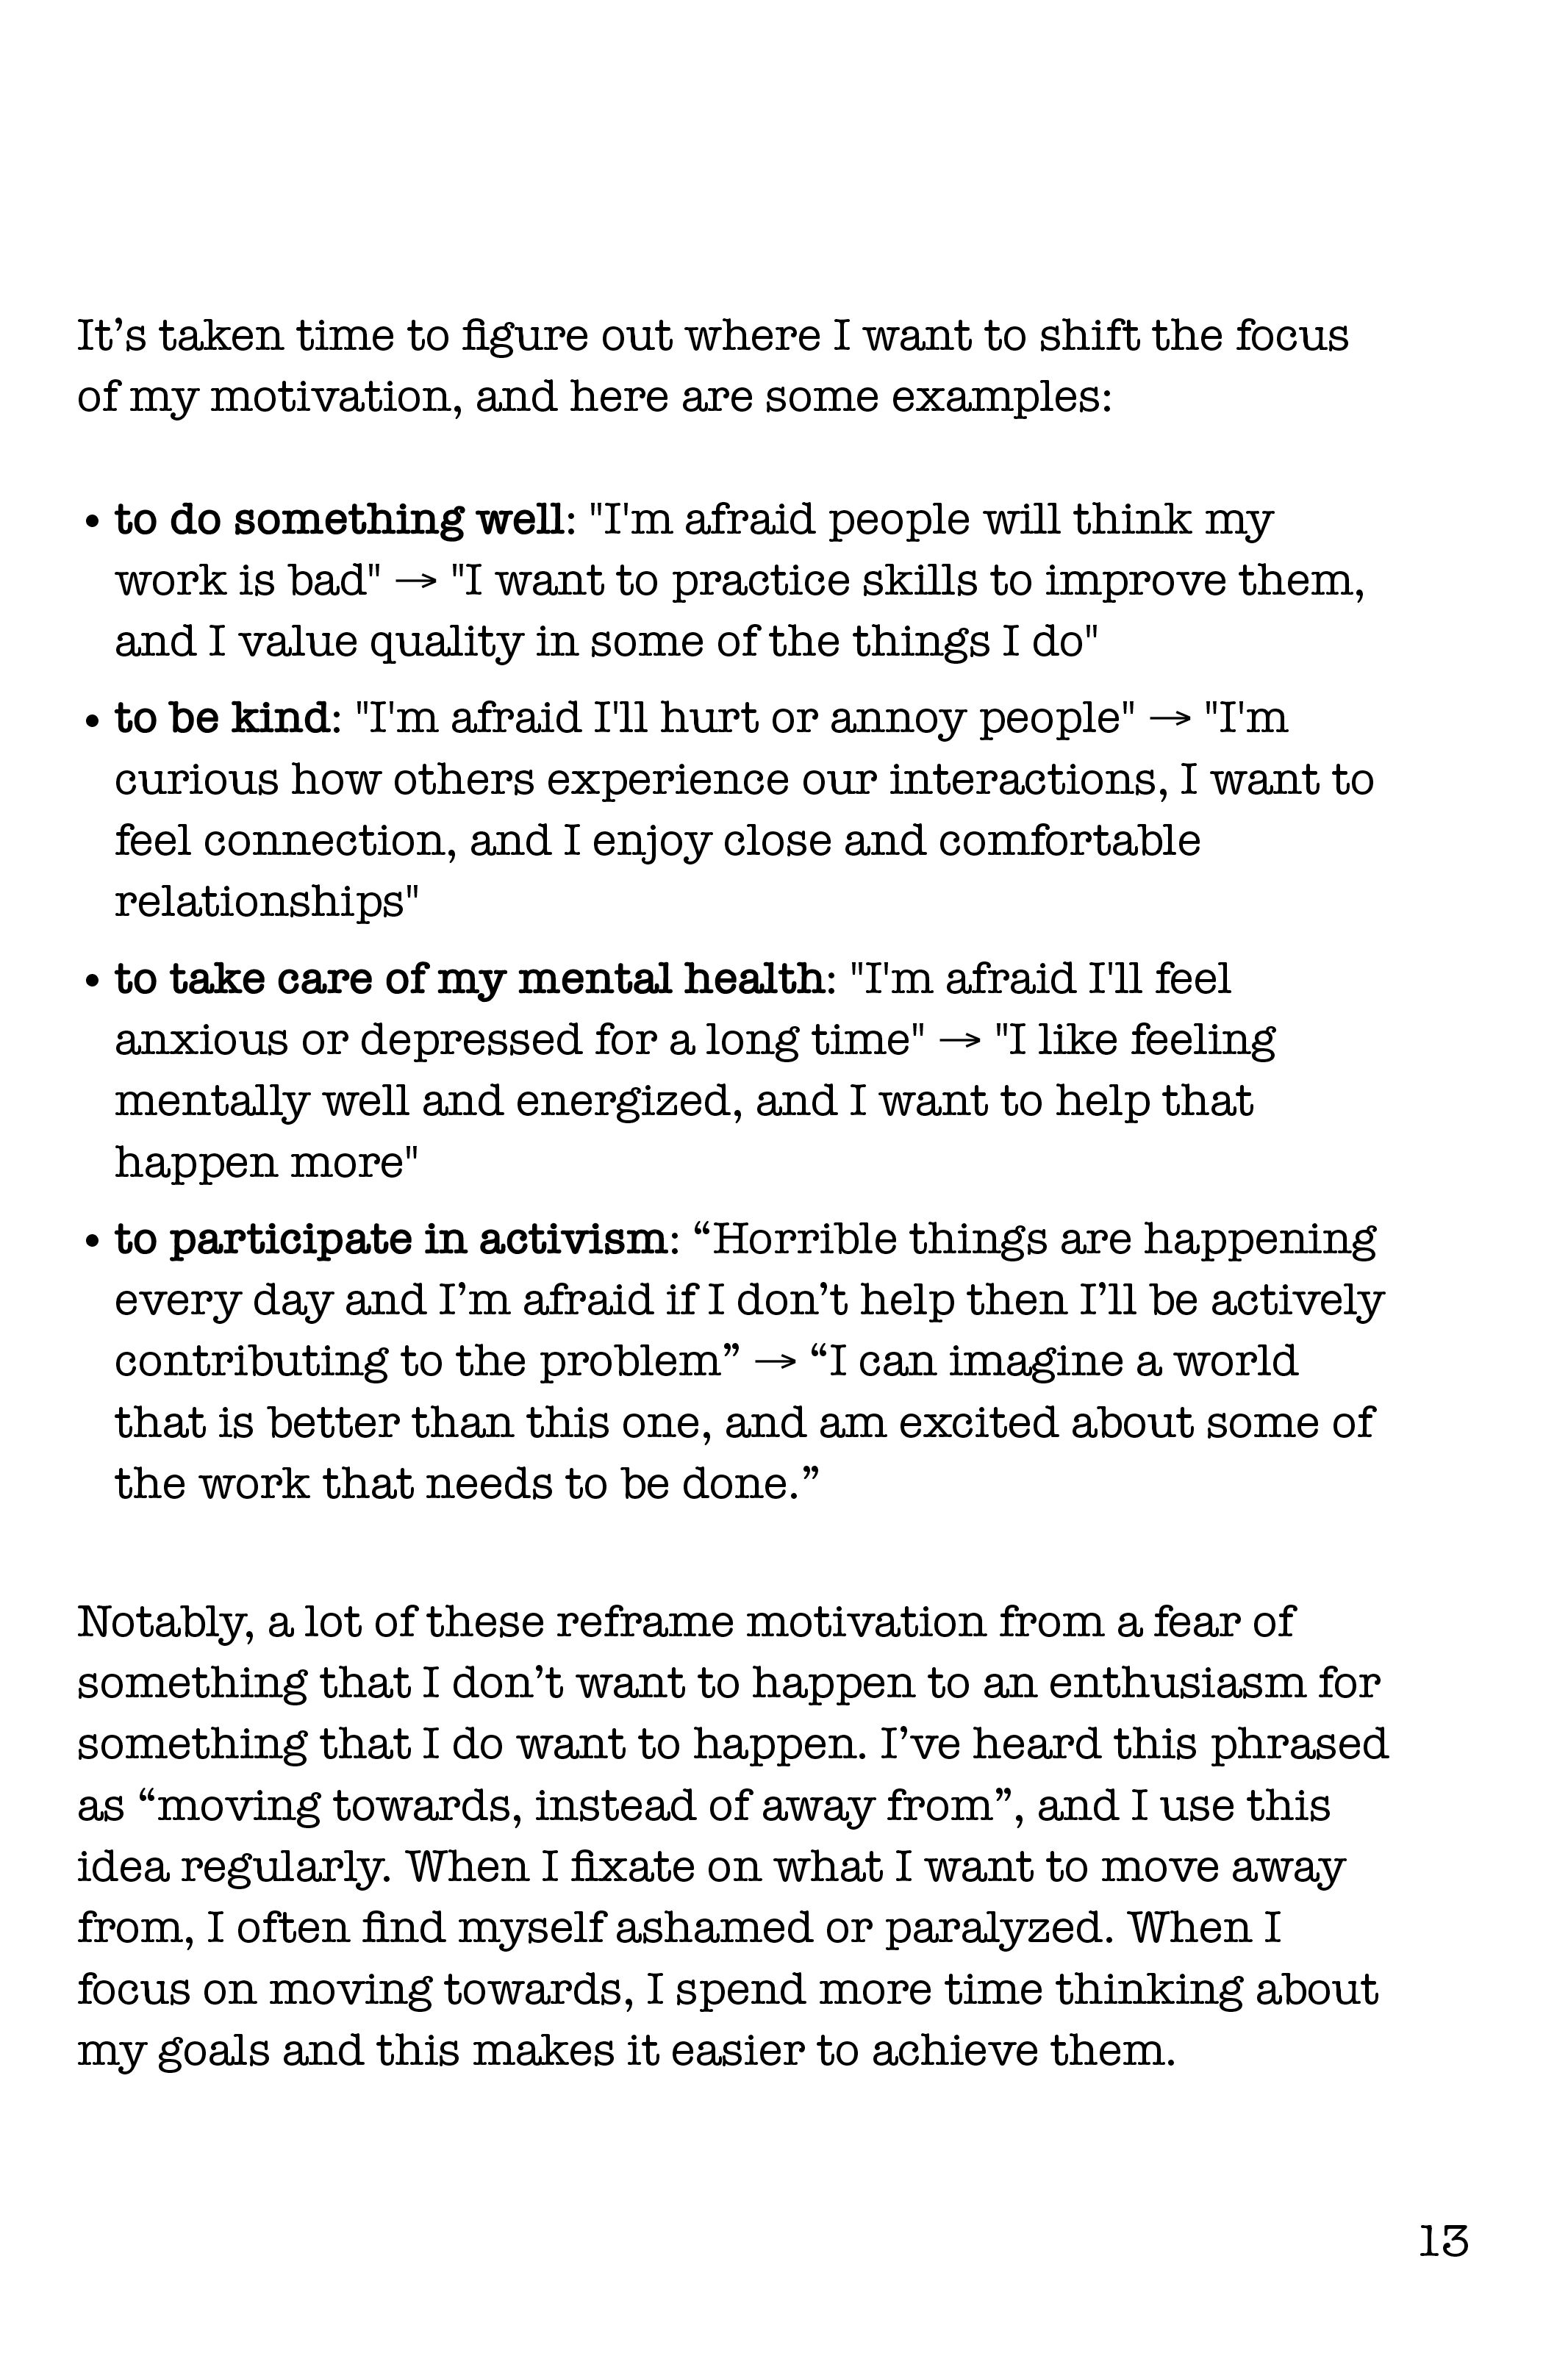 It’s taken time to figure out where I want to shift the focus
of my motivation, and here are some examples:
• to do something well: "I'm afraid people will think my
work is bad" → "I want to practice skills to improve them,
and I value quality in some of the things I do"
• to be kind: "I'm afraid I'll hurt or annoy people" → "I'm
curious how others experience our interactions, I want to
feel connection, and I enjoy close and comfortable
relationships"
• to take care of my mental health: "I'm afraid I'll feel
anxious or depressed for a long time" → "I like feeling
mentally well and energized, and I want to help that
happen more"
• to participate in activism: “Horrible things are happening
every day and I’m afraid if I don’t help then I’ll be actively
contributing to the problem” → “I can imagine a world
that is better than this one, and am excited about some of
the work that needs to be done.”
Notably, a lot of these reframe motivation from a fear of
something that I don’t want to happen to an enthusiasm for
something that I do want to happen. I’ve heard this phrased
as “moving towards, instead of away from”, and I use this
idea regularly. When I fixate on what I want to move away
from, I often find myself ashamed or paralyzed. When I
focus on moving towards, I spend more time thinking about
my goals and this makes it easier to achieve them.
13